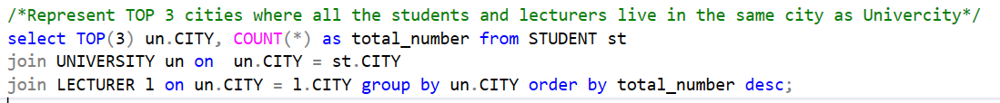 /*Represent TOP 3 cities where all the students and lecturers live in the same city as Univercity*/
select TOP(3) un.CITY, COUNT(*) as total_number from STUDENT st
join UNIVERSITY un on  un.CITY = st.CITY
join LECTURER l on un.CITY = l.CITY group by un.CITY order by total_number desc;